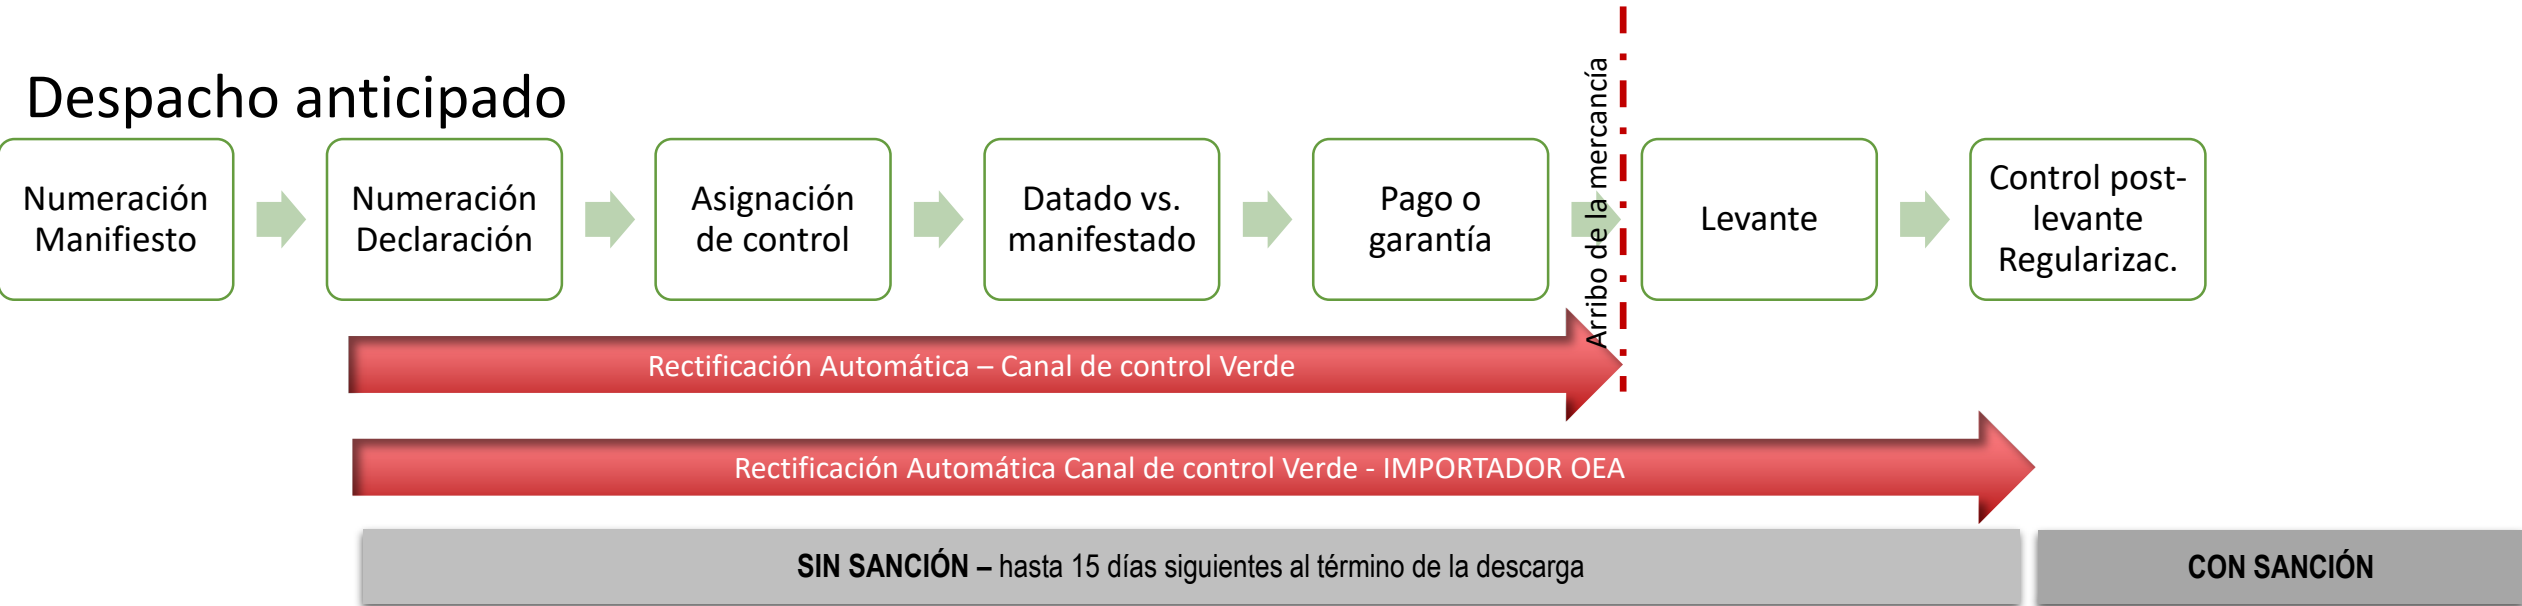 Despacho anticipado
Arribo de la mercancía
Numeración
Manifiesto
Numeración
Declaración
Asignación
de control
Datado vs.
manifestado
Pago o
garantía
Levante
Control post-
levante
Regularizac.
Rectificación Automática – Canal de control Verde
Rectificación Automática Canal de control Verde - IMPORTADOR OEA
SIN SANCIÓN – hasta 15 días siguientes al término de la descarga
CON SANCIÓN